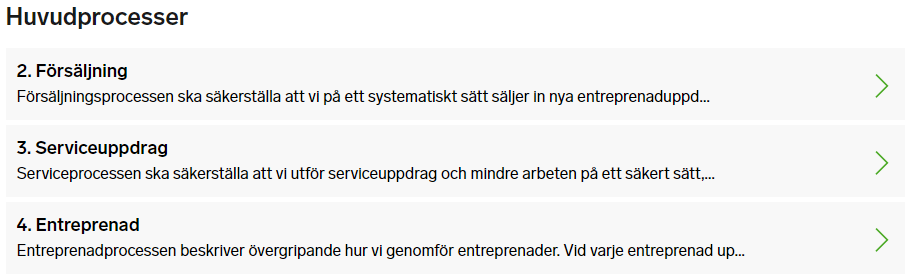 Huvudprocesser
2. Försäljning
Försäljningsprocessen ska säkerställa att vi på ett systematiskt sätt säljer in nya entreprenaduppd...
3. Serviceuppdrag
Serviceprocessen ska säkerställa att vi utför serviceuppdrag och mindre arbeten på ett säkert sätt,...
4. Entreprenad
Entreprenadprocessen beskriver övergripande hur vi genomför entreprenader. Vid varje entreprenad up...